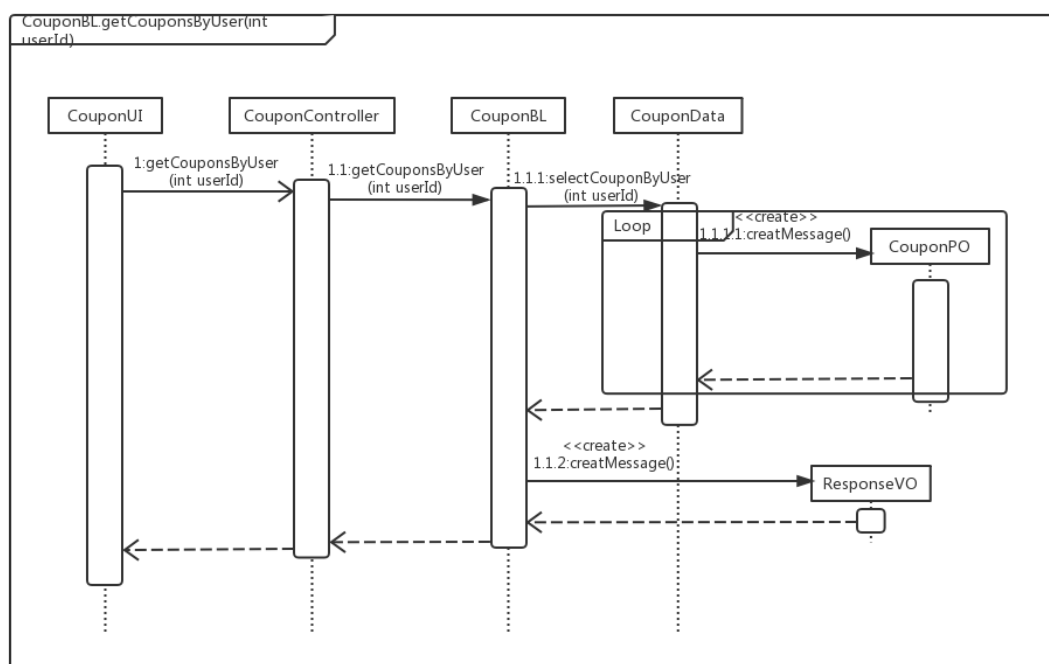 CouponBL.getCouponsByUser(int
userId)
CouponUI
CouponController
CouponBL
CouponData
1:getCouponsByUser
(int userId)
1.1:getCouponsByUser
(int userId)
1.1.1:selectCouponByUser
(int userId)
Loop
<<create>>
1.1.1.1:creatMessage()
CouponPO
<<create>>
1.1.2:creatMessage()
ResponseVO